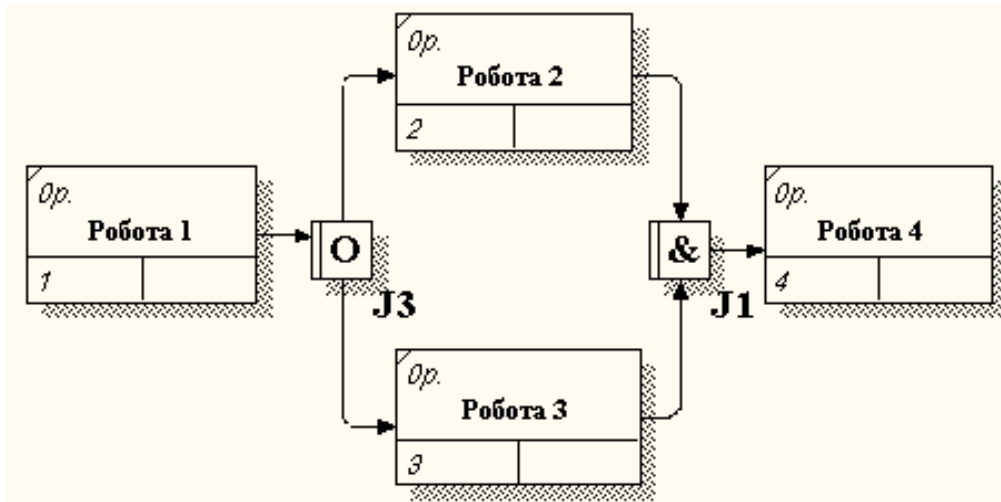 0р.
Робота 2
2
0р.
Робота 1
1
O
J3
&
J1
0р.
Робота 4
4
0р.
Робота 3
3